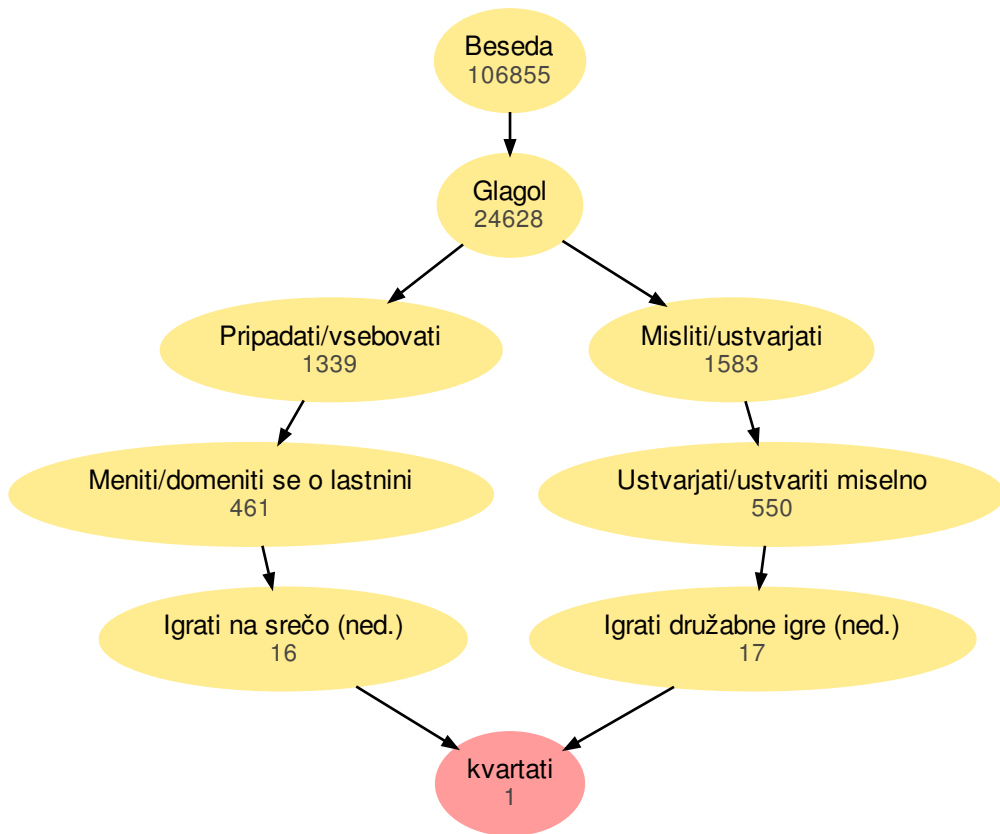 Beseda
106855
Glagol
24628
Pripadati/vsebovati
1339
Misliti/ustvarjati
1583
Meniti/domeniti se o lastnini
461
Ustvarjati/ustvariti miselno
550
Igrati na srečo (ned.)
16
Igrati družabne igre (ned.)
17
kvartati
1